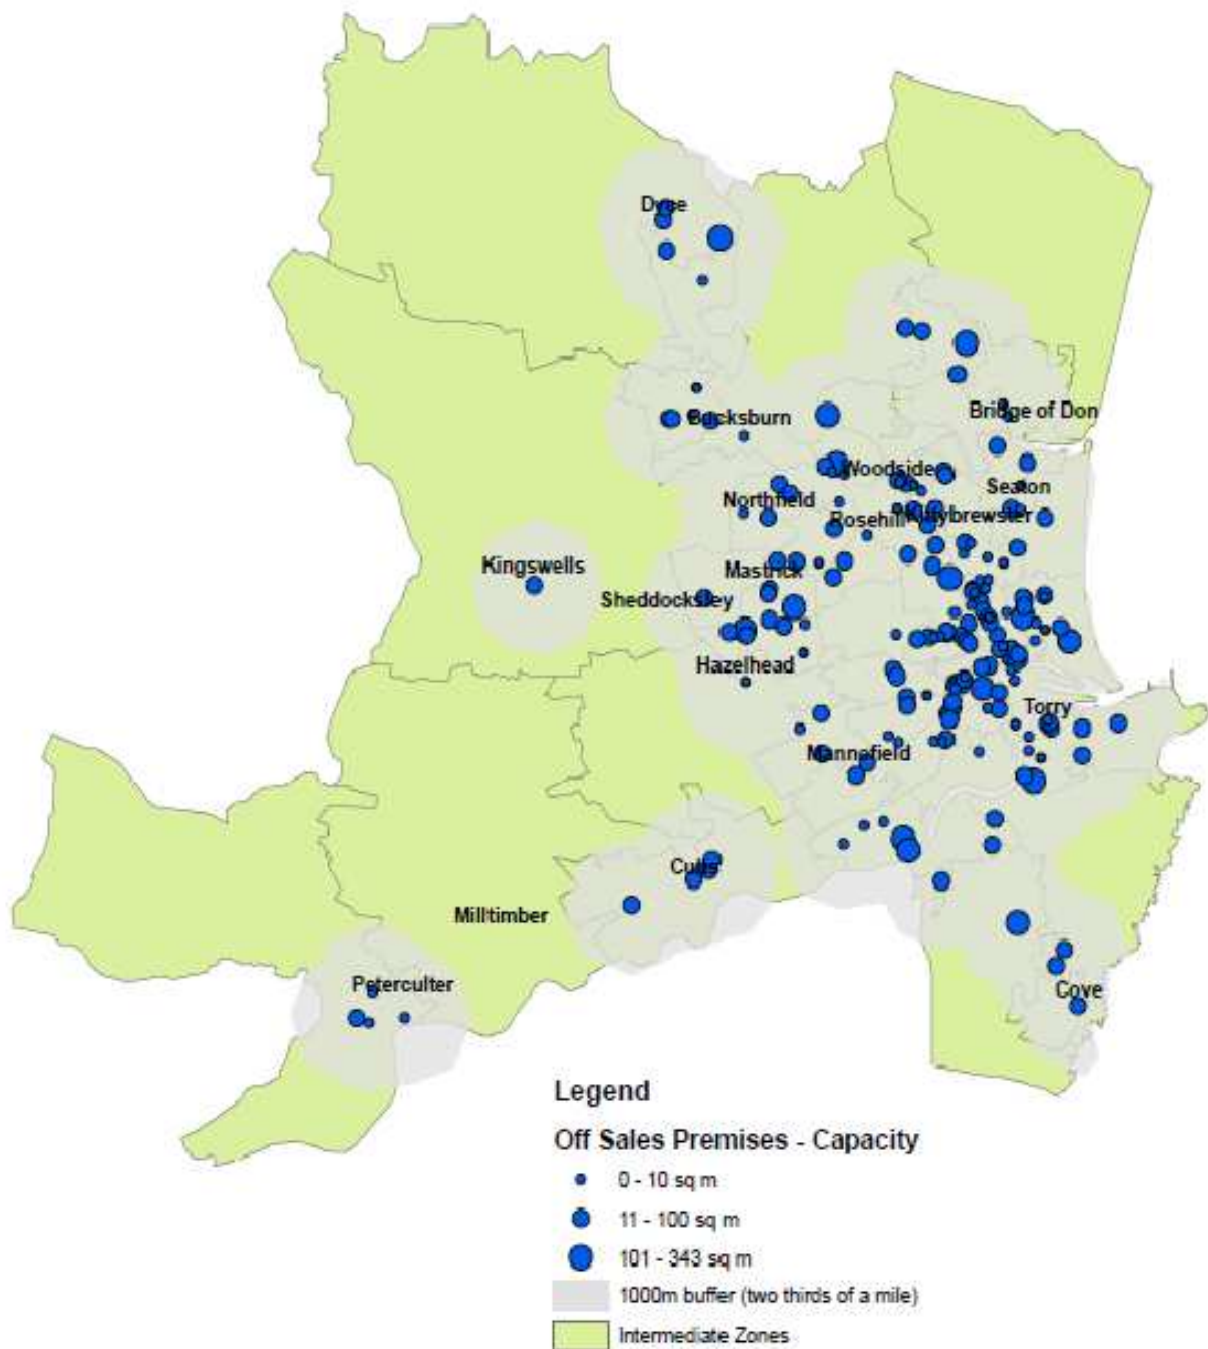 Dyce
Bucksburn
Bridge of Don
Woodside
Northfield
Seaton
Rosehill
Kittybrewster
Kingswells
Mastrick
Sheddocksley
Hazelhead
Torry
Mannofield
Cults
Milltimber
Peterculter
Cove
Legend
Off Sales Premises - Capacity
0 - 10 sq m
11 - 100 sq m
101 - 343 sq m
1000m buffer (two thirds of a mile)
Intermediate Zones